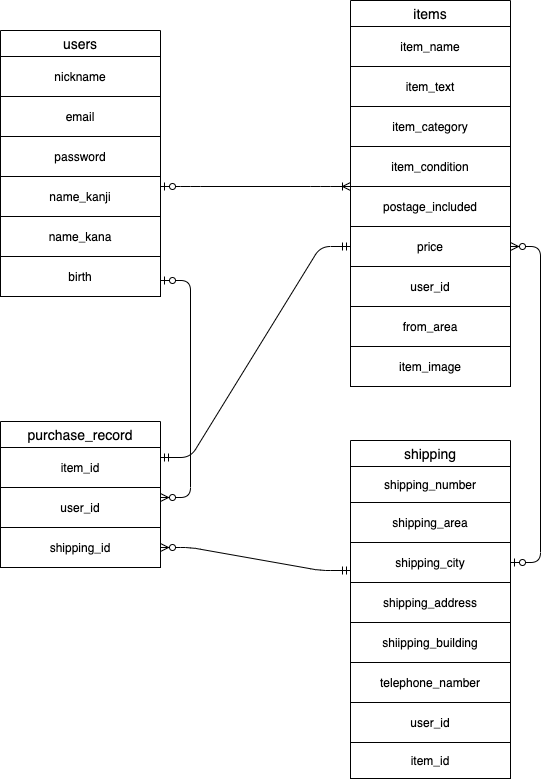 users
nickname
email
password
name_kanji
name_kana
birth
items
item_name
item_text
item_category
item_condition
postage_included
price
user_id
from_area
item_image
purchase_record
item_id
user_id
shipping_id
shipping
shipping_number
shipping_area
shipping_city
shipping_address
shiipping_building
telephone_namber
user_id
item_id